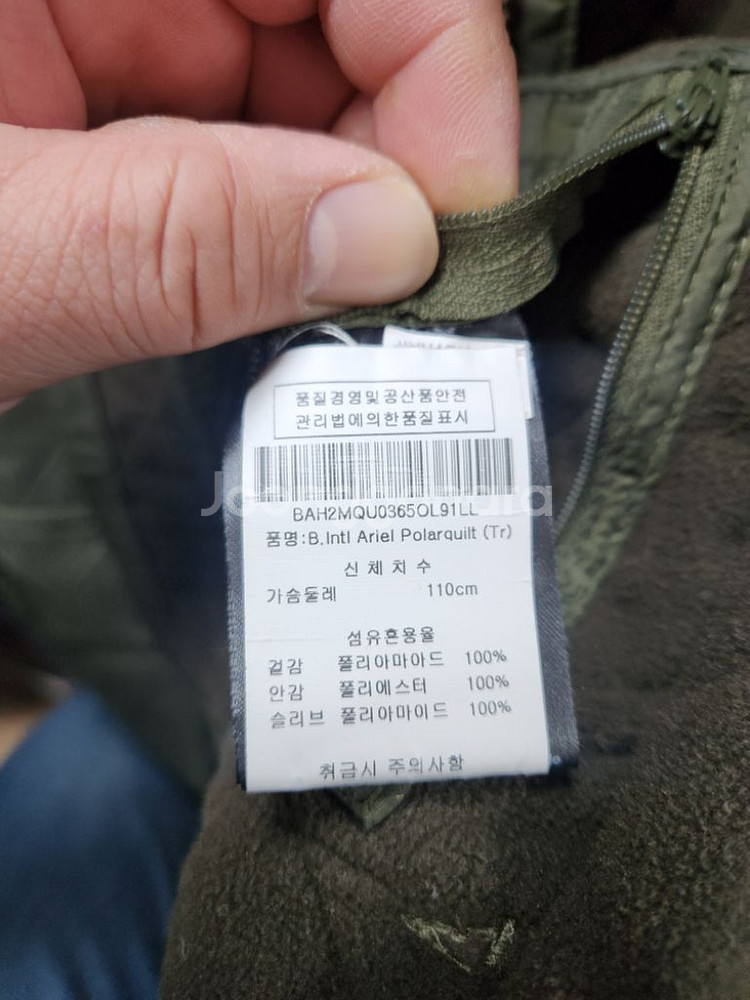 품질경영및공산품안전
관리법에의한품질표시
BAH2MQU0365OL91LL
품명:B.Intl Ariel Polarquilt (Tr)
신체치수
가슴둘레 110cm
섬유혼용율
겉감 폴리아마아드 100%
안감 폴리에스터 100%
슬리브 폴리아마이드 100%
취급시 주의사항